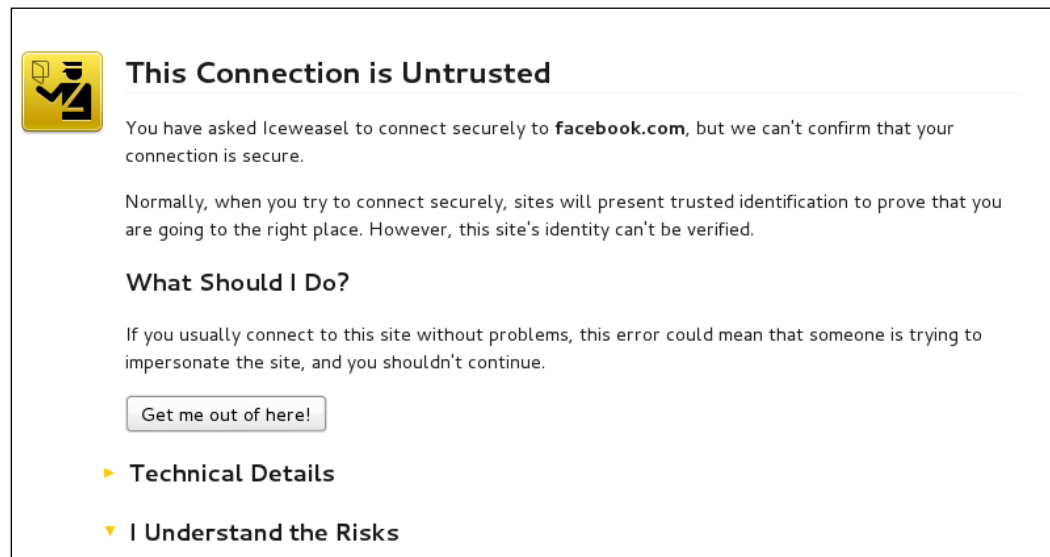 This Connection is Untrusted
You have asked Iceweasel to connect securely to facebook.com, but we can't confirm that your
connection is secure.
Normally, when you try to connect securely, sites will present trusted identification to prove that you
are going to the right place. However, this site's identity can't be verified.
What Should I Do?
If you usually connect to this site without problems, this error could mean that someone is trying to
impersonate the site, and you shouldn't continue.
Get me out of here!
Technical Details
I Understand the Risks